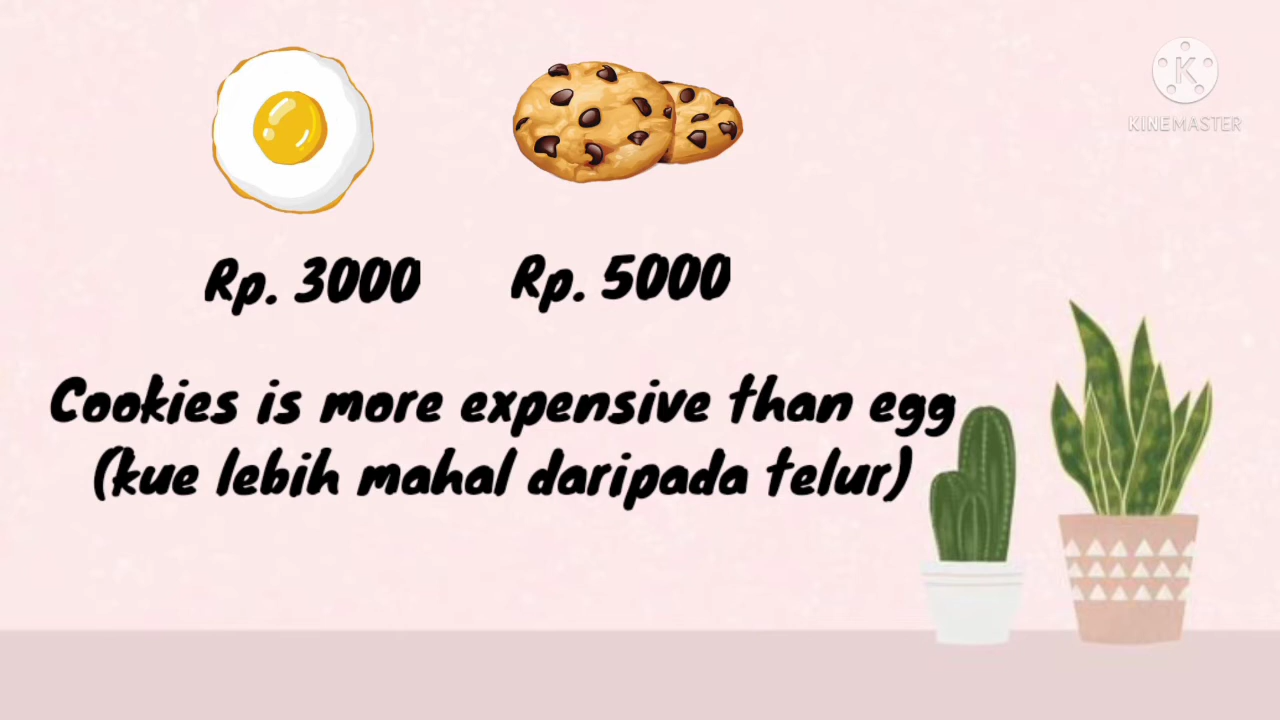 K
KINEMASTER
Rp. 3000 Rp. 5000
Cookies is more expensive than egg
(kue lebih mahal daripada telur)